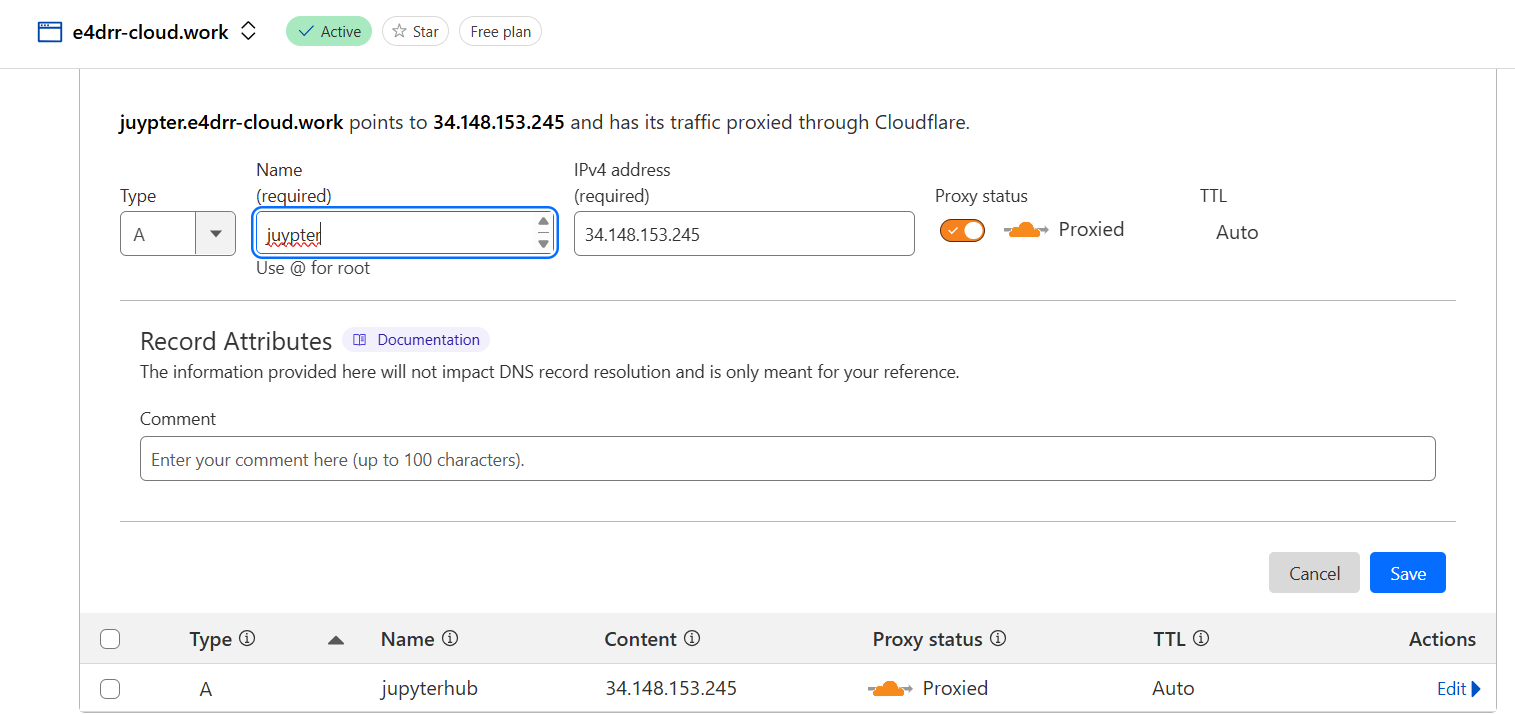 e4drr-cloud.work Active Star Free plan
juypter.e4drr-cloud.work points to 34.148.153.245 and has its traffic proxied through Cloudflare.
Name IPv4 address
Type (required) (required) Proxy status TTL
A juypter 34.148.153.245 Proxied Auto
Use @ for root
Record Attributes Documentation
The information provided here will not impact DNS record resolution and is only meant for your reference.
Comment
Enter your comment here (up to 100 characters).
Cancel Save
Type Name Content Proxy status TTL Actions
A jupyterhub 34.148.153.245 Proxied Auto Edit